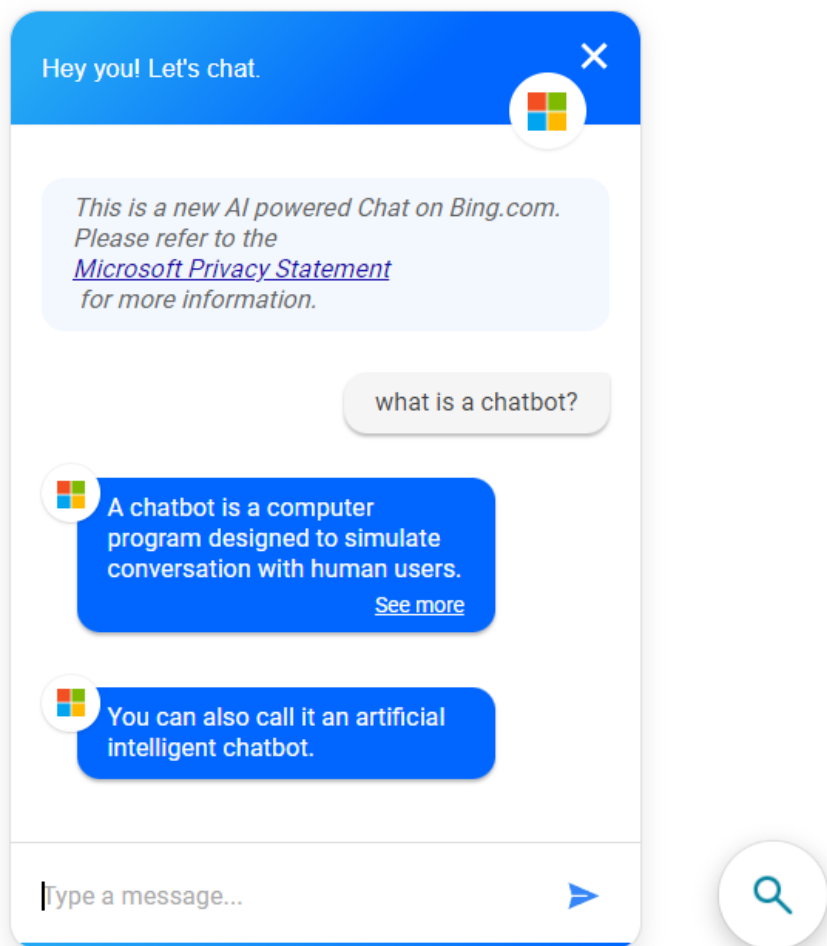 Hey you! Let's chat.
This is a new AI powered Chat on Bing.com.
Please refer to the
Microsoft Privacy Statement
for more information.
what is a chatbot?
A chatbot is a computer
program designed to simulate
conversation with human users.
See more
You can also call it an artificial
intelligent chatbot.
Type a message...